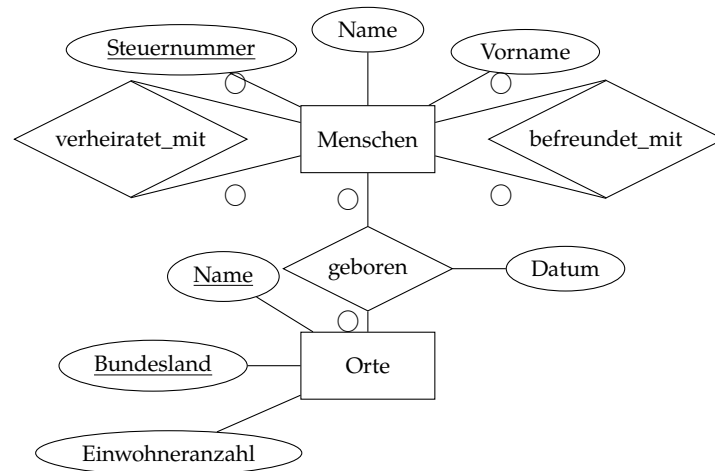 Name
Steuernummer
Vorname
verheiratet_mit
Menschen
befreundet_mit
Name
geboren
Datum
Bundesland
Orte
Einwohneranzahl